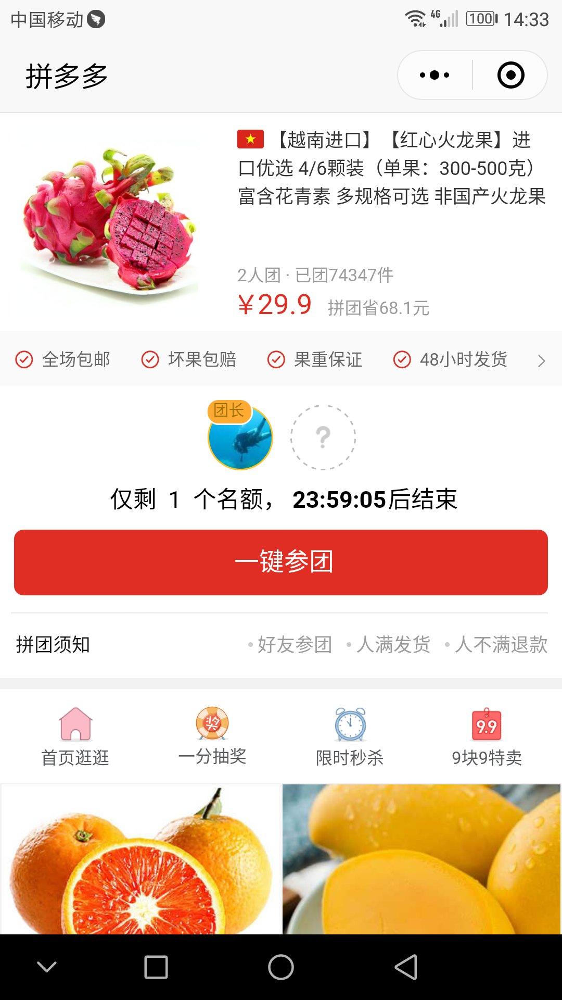 中国移动 4G 100 14:33
拼多多
【越南进口】【红心火龙果】进
口优选 4/6颗装（单果：300-500克）
富含花青素 多规格可选 非国产火龙果
2人团 · 已团74347件
￥29.9 拼团省68.1元
全场包邮 坏果包赔 果重保证 48小时发货
团长
?
仅剩 1 个名额， 23:59:05后结束
一键参团
拼团须知 • 好友参团 • 人满发货 • 人不满退款
奖 9.9
首页逛逛 一分抽奖 限时秒杀 9块9特卖